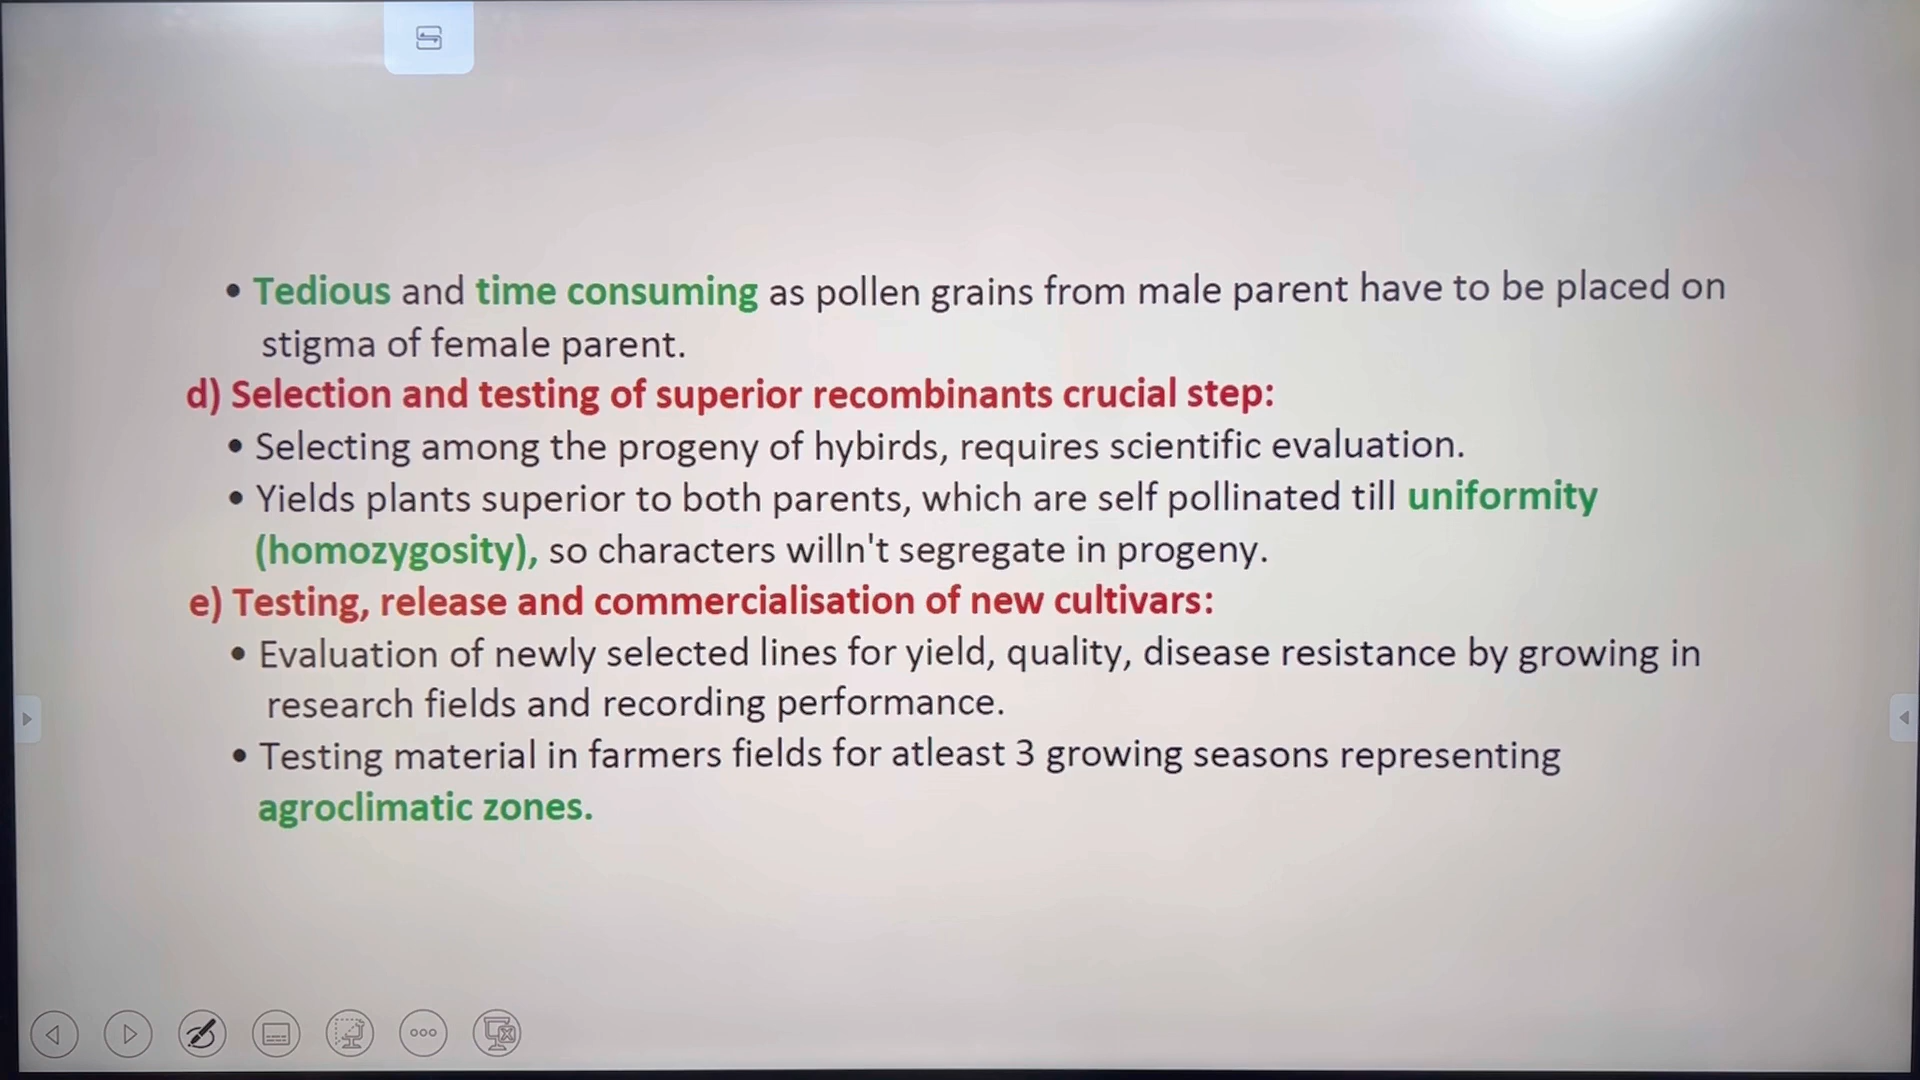 • Tedious and time consuming as pollen grains from male parent have to be placed on
stigma of female parent.
d) Selection and testing of superior recombinants crucial step:
• Selecting among the progeny of hybirds, requires scientific evaluation.
• Yields plants superior to both parents, which are self pollinated till uniformity
(homozygosity), so characters willn't segregate in progeny.
e) Testing, release and commercialisation of new cultivars:
• Evaluation of newly selected lines for yield, quality, disease resistance by growing in
research fields and recording performance.
• Testing material in farmers fields for atleast 3 growing seasons representing
agroclimatic zones.